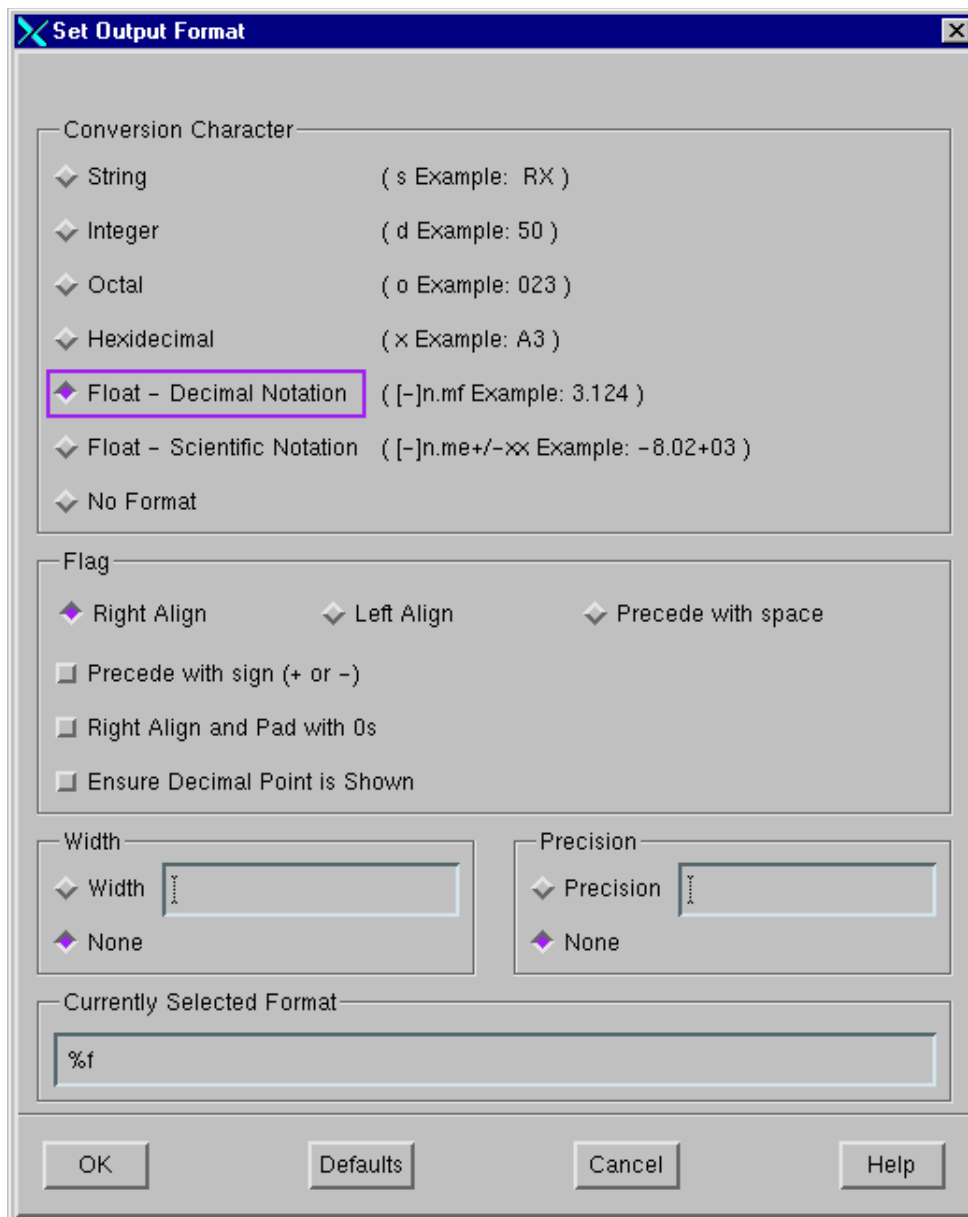 Set Output Format
Conversion Character
String ( s Example: RX )
Integer ( d Example: 50 )
Octal ( o Example: 023 )
Hexidecimal ( x Example: A3 )
Float - Decimal Notation ( [-]n.mf Example: 3.124 )
Float - Scientific Notation ( [-]n.me+/-xx Example: -8.02+03 )
No Format
Flag
Right Align Left Align Precede with space
Precede with sign (+ or -)
Right Align and Pad with 0s
Ensure Decimal Point is Shown
Width Precision
Width Precision
None None
Currently Selected Format
%f
OK Defaults Cancel Help